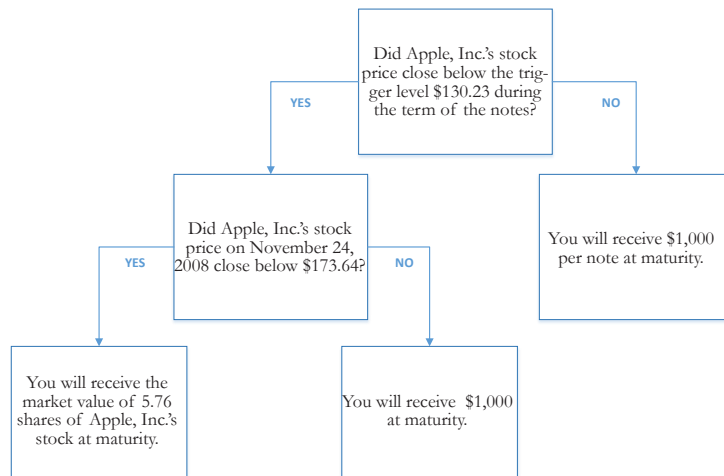 Did Apple, Inc.'s stock
price close below the trig-
ger level $130.23 during
the term of the notes?
YES
NO
Did Apple, Inc.'s stock
price on November 24,
2008 close below $173.64?
You will receive $1,000
per note at maturity.
YES
NO
You will receive the
market value of 5.76
shares of Apple, Inc.'s
stock at maturity.
You will receive $1,000
at maturity.